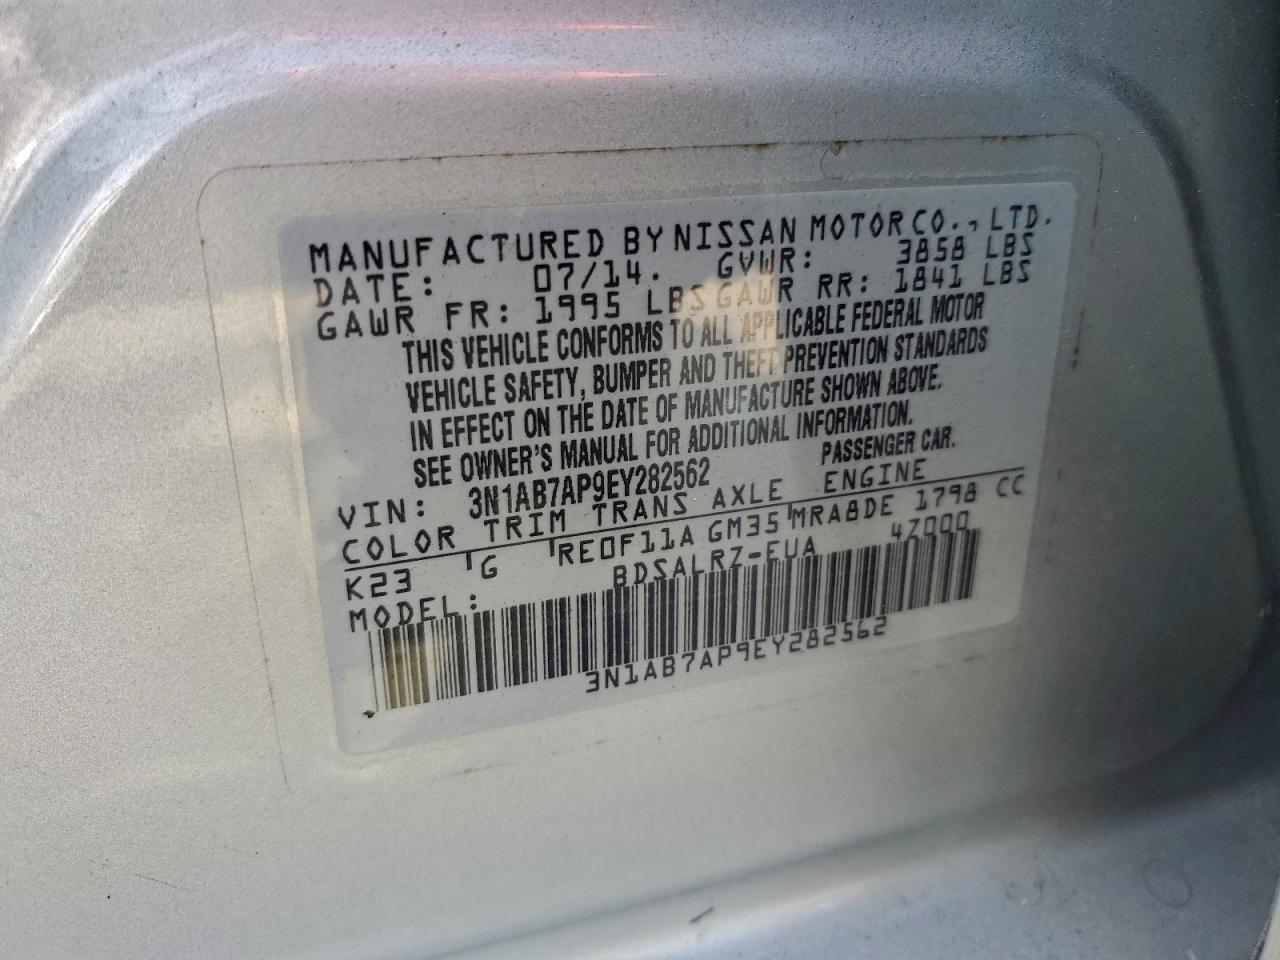 MANUFACTURED BY NISSAN MOTOR CO., LTD.
DATE: 07/14. GVWR: 3858 LBS
GAWR FR: 1995 LBS GAWR RR: 1841 LBS
THIS VEHICLE CONFORMS TO ALL APPLICABLE FEDERAL MOTOR
VEHICLE SAFETY, BUMPER AND THEFT PREVENTION STANDARDS
IN EFFECT ON THE DATE OF MANUFACTURE SHOWN ABOVE.
SEE OWNER'S MANUAL FOR ADDITIONAL INFORMATION.
VIN: 3N1AB7AP9EY282562 PASSENGER CAR.
COLOR TRIM TRANS AXLE ENGINE
K23 G RE0F11A GM35 MRA8DE 1798 CC
MODEL: BDSALRZ-EUA 4Z000
3N1AB7AP9EY282562